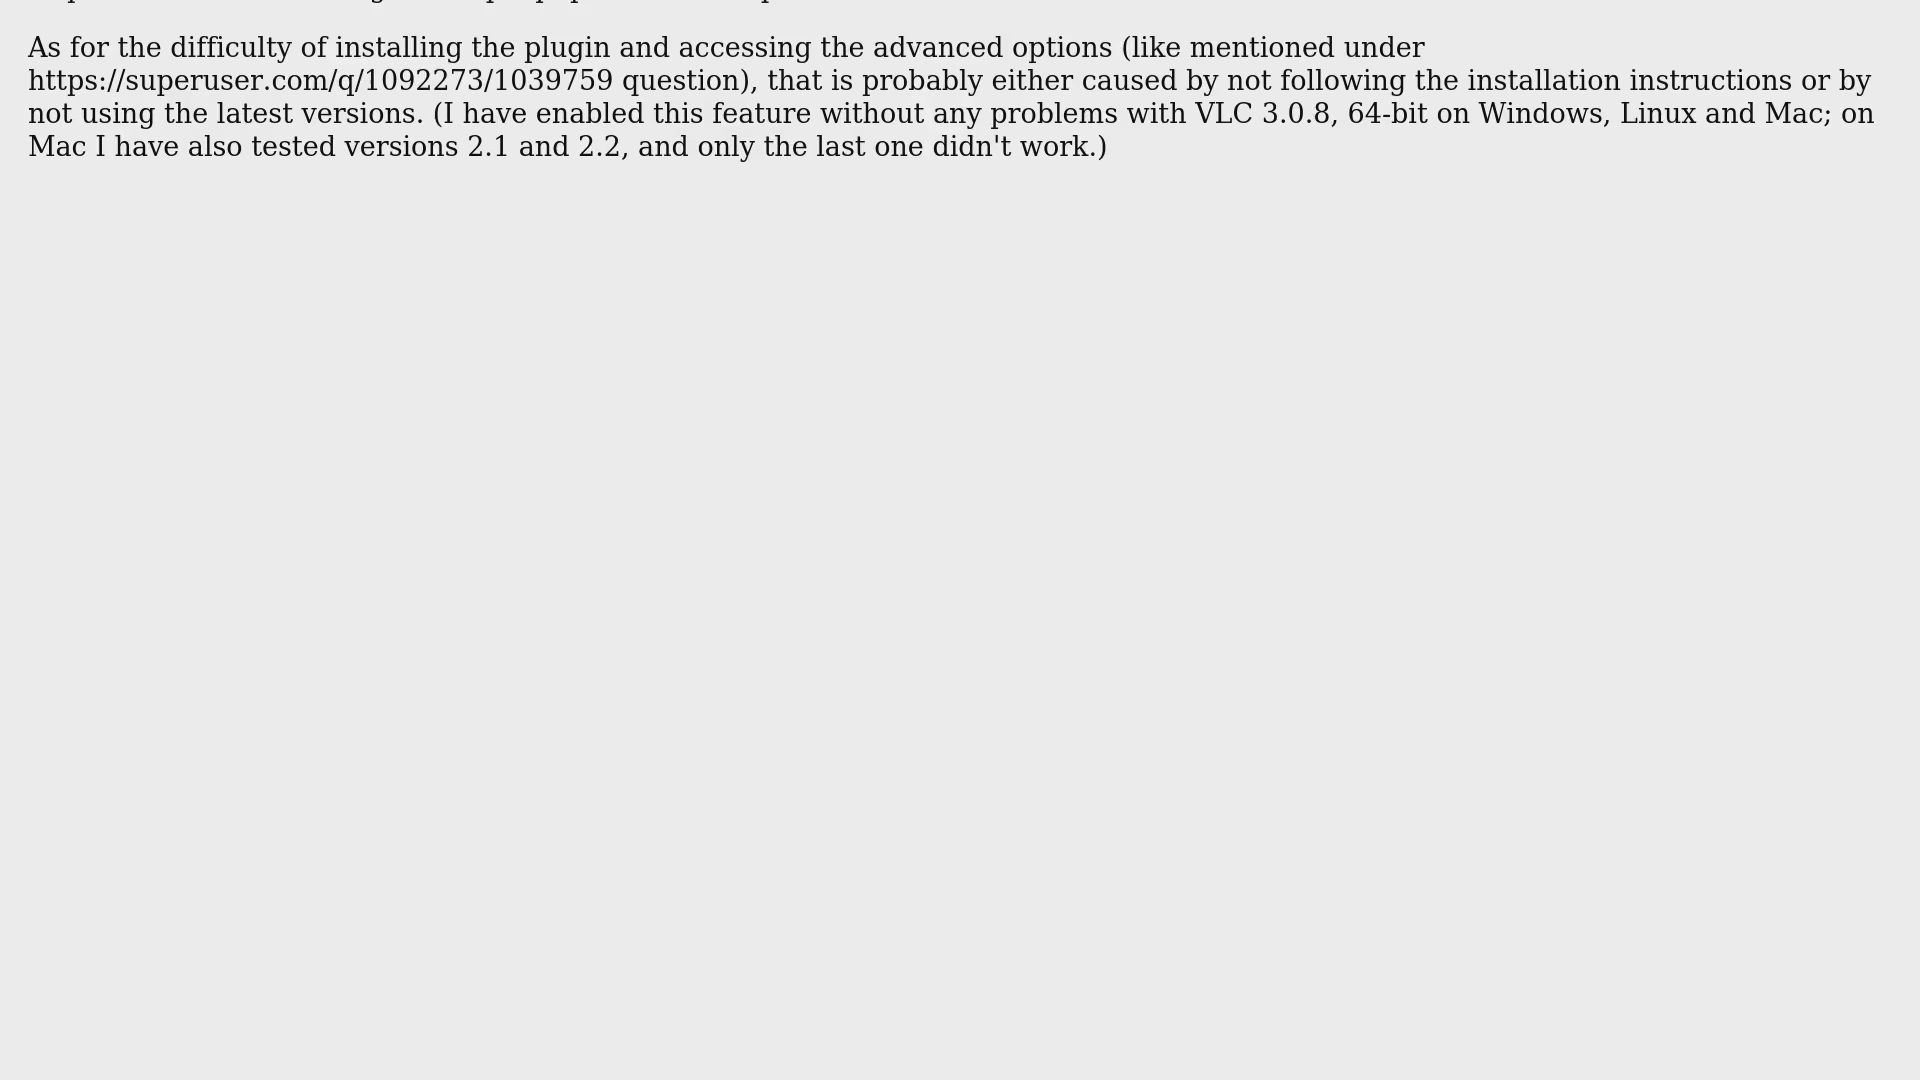 As for the difficulty of installing the plugin and accessing the advanced options (like mentioned under
https://superuser.com/q/1092273/1039759 question), that is probably either caused by not following the installation instructions or by
not using the latest versions. (I have enabled this feature without any problems with VLC 3.0.8, 64-bit on Windows, Linux and Mac; on
Mac I have also tested versions 2.1 and 2.2, and only the last one didn't work.)